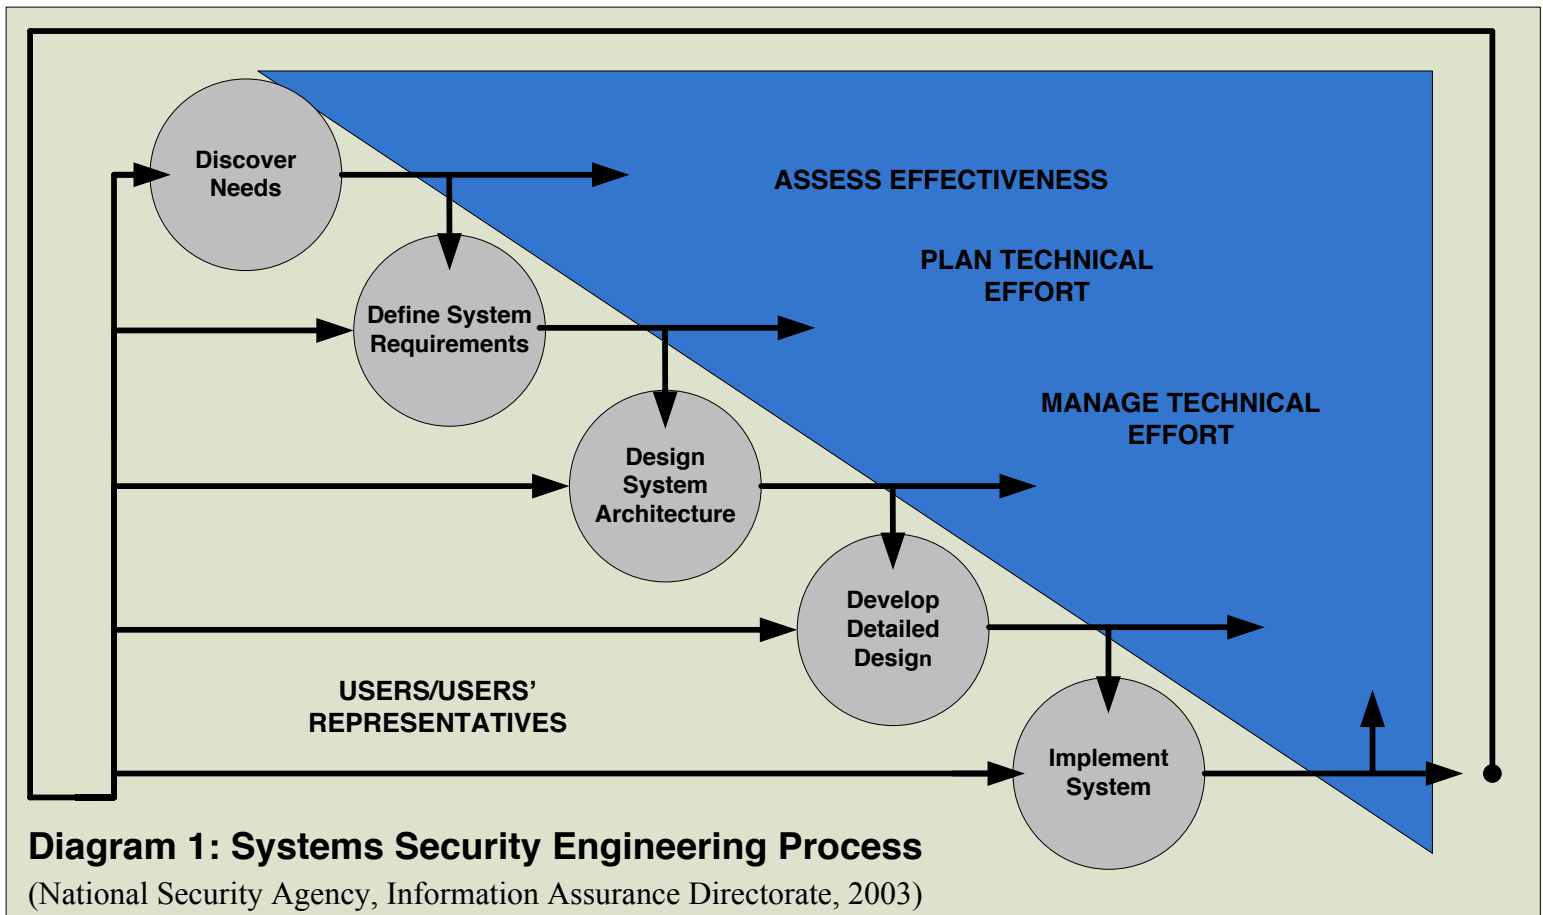 Discover
Needs
ASSESS EFFECTIVENESS
PLAN TECHNICAL
EFFORT
Define System
Requirements
MANAGE TECHNICAL
EFFORT
Design
System
Architecture
Develop
Detailed
Design
USERS/USERS’
REPRESENTATIVES
Implement
System
Diagram 1: Systems Security Engineering Process
(National Security Agency, Information Assurance Directorate, 2003)